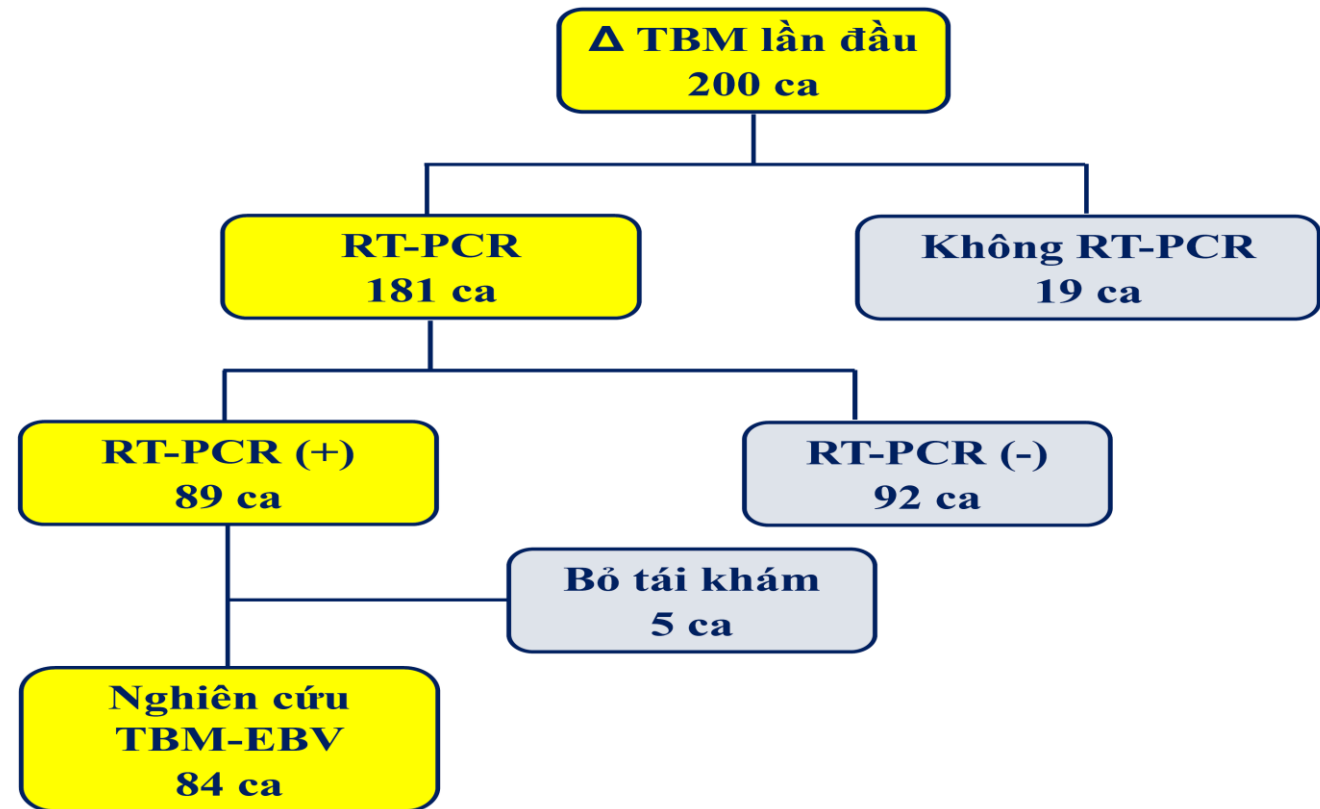 Δ TBM lần đầu
200 ca
RT-PCR
181 ca
Không RT-PCR
19 ca
RT-PCR (+)
89 ca
RT-PCR (-)
92 ca
Bỏ tái khám
5 ca
Nghiên cứu
TBM-EBV
84 ca